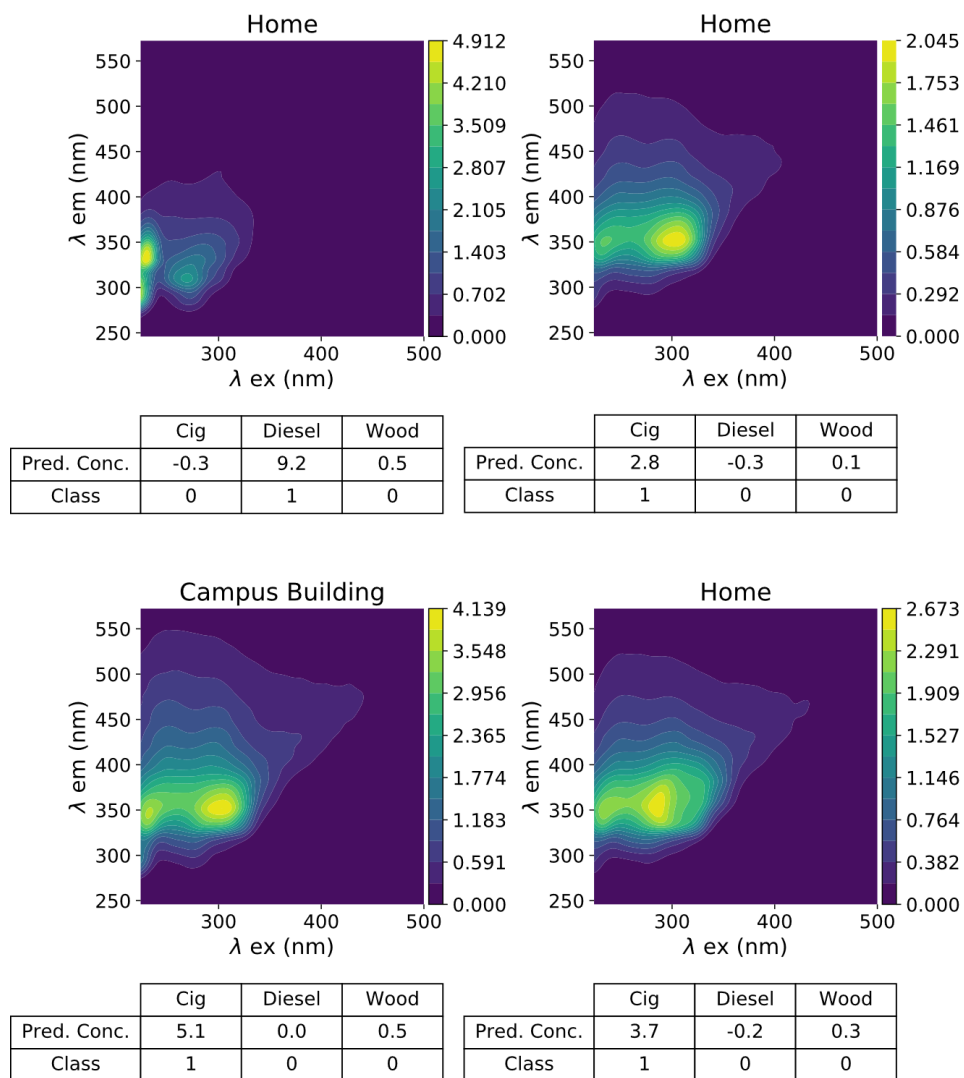 Home
550
500
450
400
350
300
250
λ em (nm)
300 400 500
λ ex (nm)
4.912
4.210
3.509
2.807
2.105
1.403
0.702
0.000
Cig Diesel Wood
Pred. Conc. -0.3 9.2 0.5
Class 0 1 0
Home
550
500
450
400
350
300
250
λ em (nm)
300 400 500
λ ex (nm)
2.045
1.753
1.461
1.169
0.876
0.584
0.292
0.000
Cig Diesel Wood
Pred. Conc. 2.8 -0.3 0.1
Class 1 0 0
Campus Building
550
500
450
400
350
300
250
λ em (nm)
300 400 500
λ ex (nm)
4.139
3.548
2.956
2.365
1.774
1.183
0.591
0.000
Cig Diesel Wood
Pred. Conc. 5.1 0.0 0.5
Class 1 0 0
Home
550
500
450
400
350
300
250
λ em (nm)
300 400 500
λ ex (nm)
2.673
2.291
1.909
1.527
1.146
0.764
0.382
0.000
Cig Diesel Wood
Pred. Conc. 3.7 -0.2 0.3
Class 1 0 0